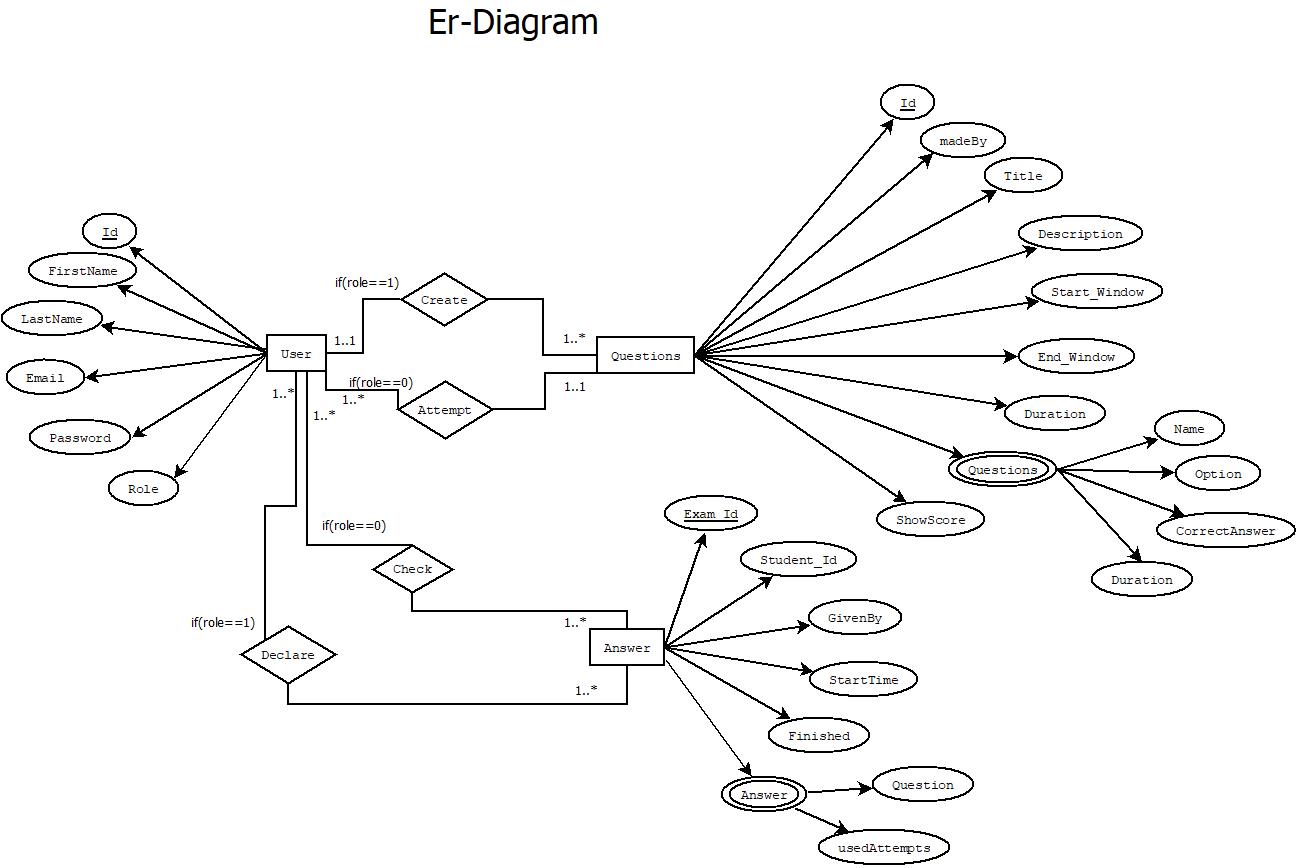 Er-Diagram
Id
madeBy
Title
Description
Start_Window
End_Window
Duration
Questions
ShowScore
Name
Option
CorrectAnswer
Duration
Id
FirstName
LastName
Email
Password
Role
User
if(role==1)
Create
1..1
1..*
Questions
if(role==0)
1..*
Attempt
1..1
1..*
1..*
if(role==0)
Check
1..*
if(role==1)
Declare
1..*
Answer
Exam_Id
Student_Id
GivenBy
StartTime
Finished
Answer
Question
usedAttempts